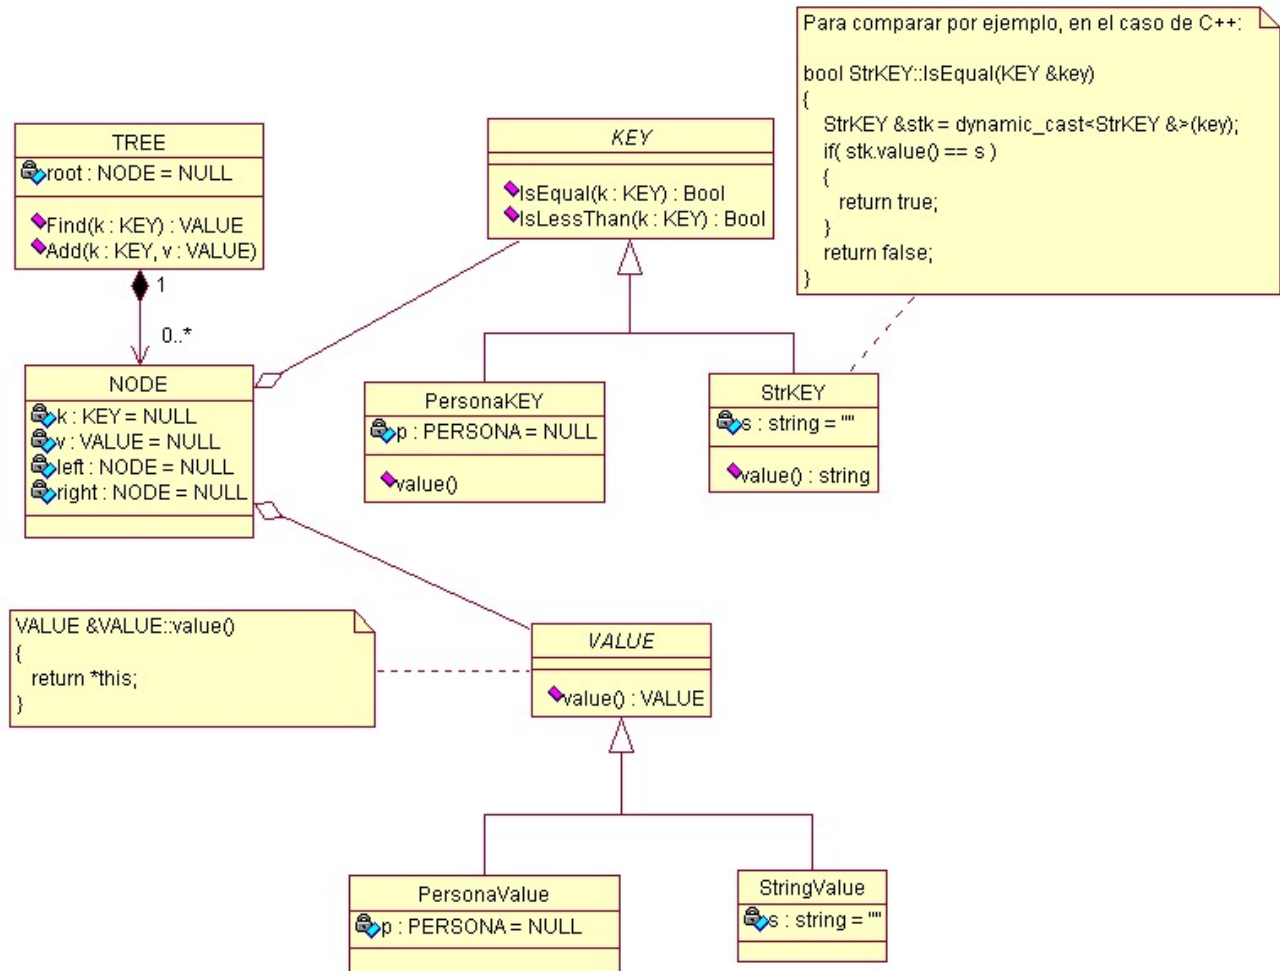 Para comparar por ejemplo, en el caso de C++:
bool StrKEY::IsEqual(KEY &key)
{
StrKEY &stk = dynamic_cast<StrKEY &>(key);
if( stk.value() == s )
{
return true;
}
return false;
}
TREE
root : NODE = NULL
Find(k : KEY) : VALUE
Add(k : KEY, v : VALUE)
1
0..*
KEY
IsEqual(k : KEY) : Bool
IsLessThan(k : KEY) : Bool
NODE
k : KEY = NULL
v : VALUE = NULL
left : NODE = NULL
right : NODE = NULL
PersonaKEY
p : PERSONA = NULL
value()
StrKEY
s : string = ""
value() : string
VALUE &VALUE::value()
{
return *this;
}
VALUE
value() : VALUE
PersonaValue
p : PERSONA = NULL
StringValue
s : string = ""